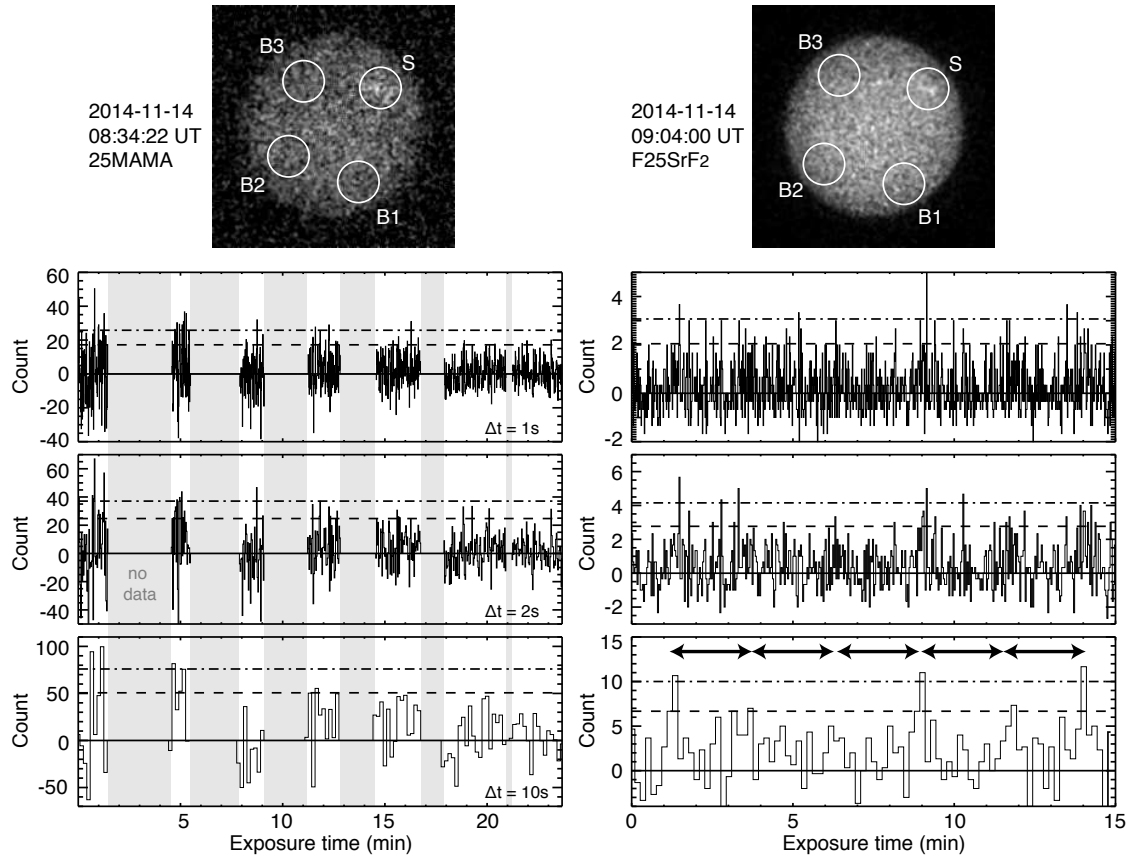 B3
S
B2
B1
2014-11-14
08:34:22 UT
25MAMA
B3
S
B2
B1
2014-11-14
09:04:00 UT
F25SrF2
Count
60
40
20
0
-20
-40
Δt = 1s
Count
4
2
0
-2
Count
60
40
20
0
-20
-40
no
data
Δt = 2s
Count
6
4
2
0
-2
Count
100
50
0
-50
Δt = 10s
5
10
15
20
Exposure time (min)
Count
15
10
5
0
0
5
10
15
Exposure time (min)